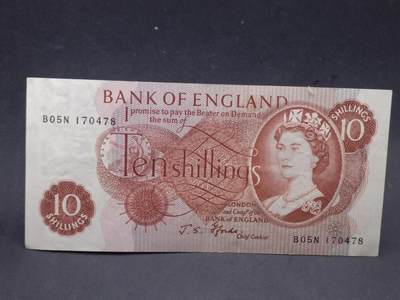 BANK OF ENGLAND
I promise to pay the Bearer on Demand
the sum of
10
SHILLINGS
B05N 170478
Ten shillings
LONDON
BANK OF ENGLAND
10
SHILLINGS
Chief Cashier
B05N 170478